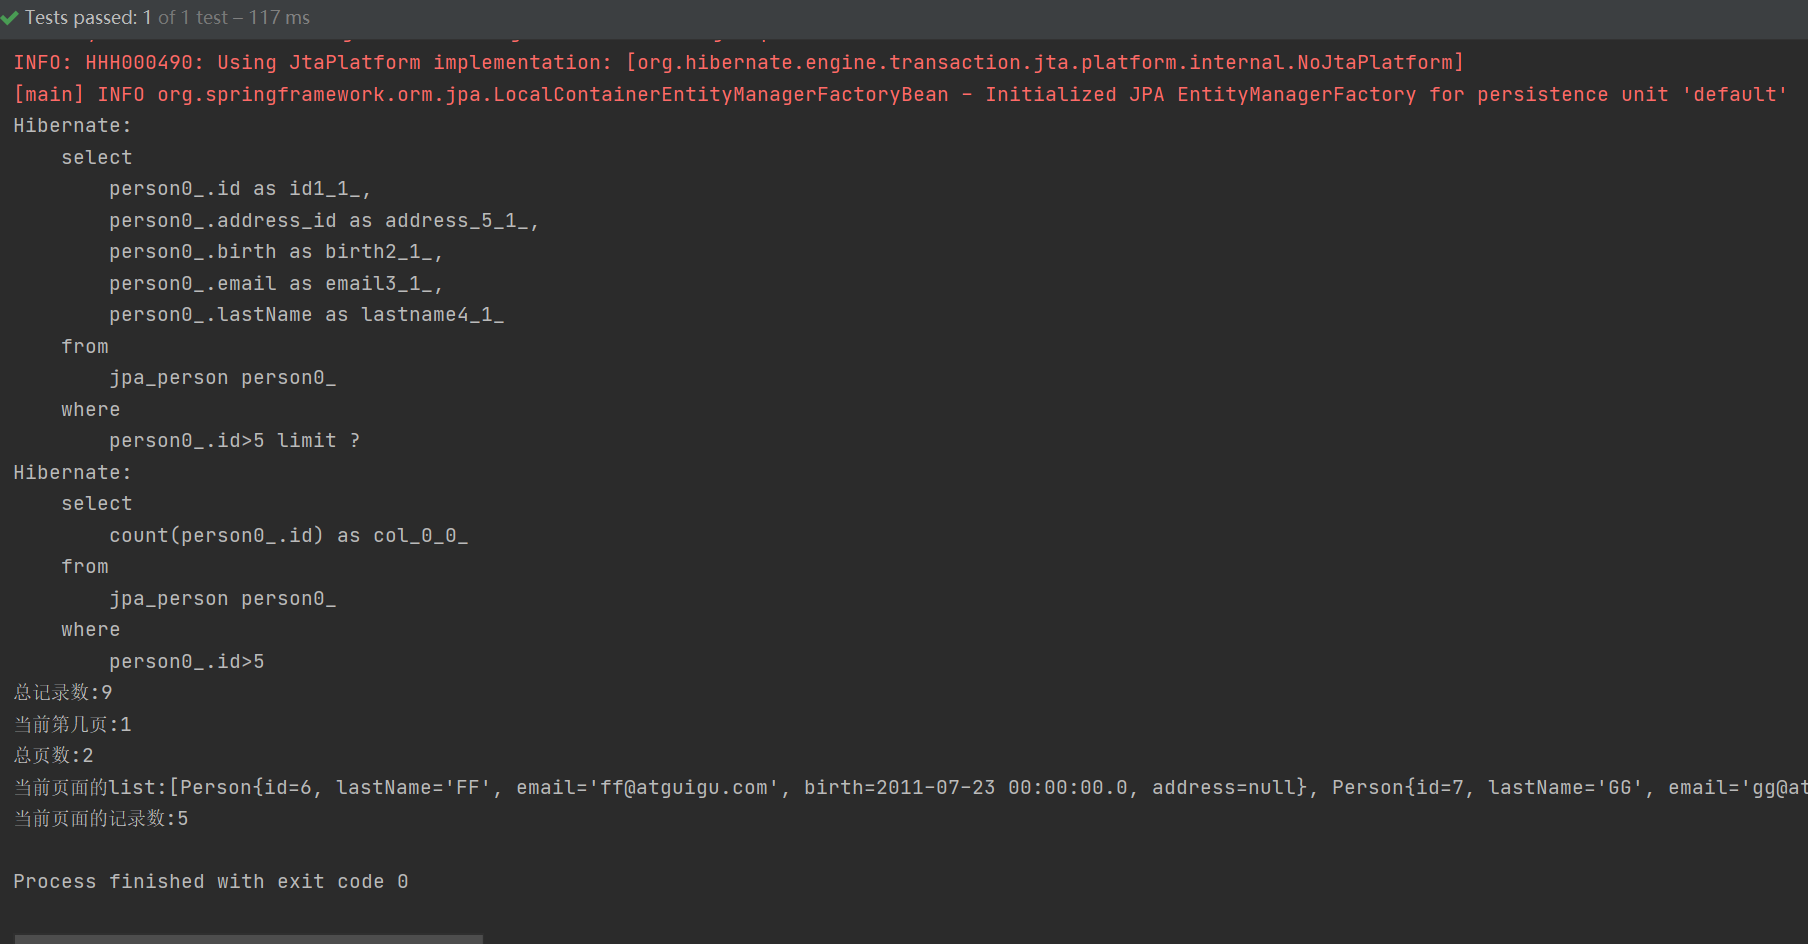 Tests passed: 1 of 1 test – 117 ms
INFO: HHH000490: Using JtaPlatform implementation: [org.hibernate.engine.transaction.jta.platform.internal.NoJtaPlatform]
[main] INFO org.springframework.orm.jpa.LocalContainerEntityManagerFactoryBean - Initialized JPA EntityManagerFactory for persistence unit 'default'
Hibernate:
    select
        person0_.id as id1_1_,
        person0_.address_id as address_5_1_,
        person0_.birth as birth2_1_,
        person0_.email as email3_1_,
        person0_.lastName as lastname4_1_
    from
        jpa_person person0_
    where
        person0_.id>5 limit ?
Hibernate:
    select
        count(person0_.id) as col_0_0_
    from
        jpa_person person0_
    where
        person0_.id>5
总记录数:9
当前第几页:1
总页数:2
当前页面的list:[Person{id=6, lastName='FF', email='ff@atguigu.com', birth=2011-07-23 00:00:00.0, address=null}, Person{id=7, lastName='GG', email='gg@at
当前页面的记录数:5
Process finished with exit code 0